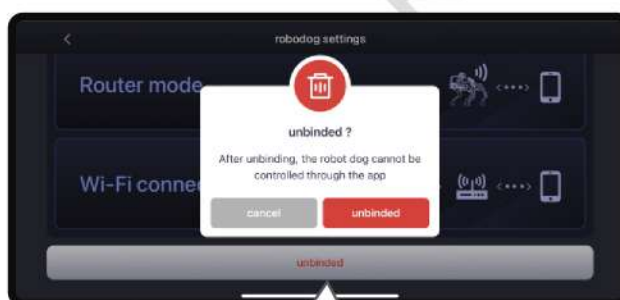 robodog settings
Router mode
unbinded ?
After unbinding, the robot dog cannot be
controlled through the app
Wi-Fi conne
cancel
unbinded
unbinded